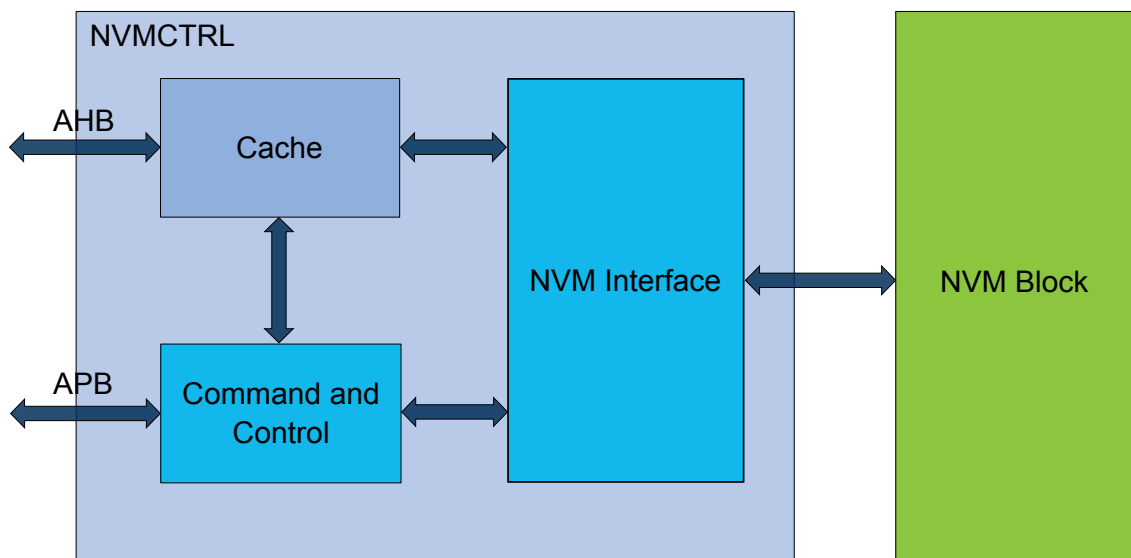 NVMCTRL
AHB
Cache
NVM Interface
NVM Block
APB
Command and
Control